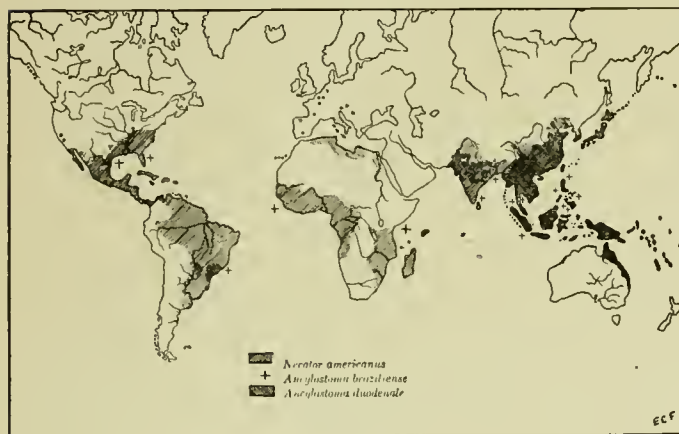 Necator americanus
Ancylostoma braziliense
Ancylostoma duodenale
ECF